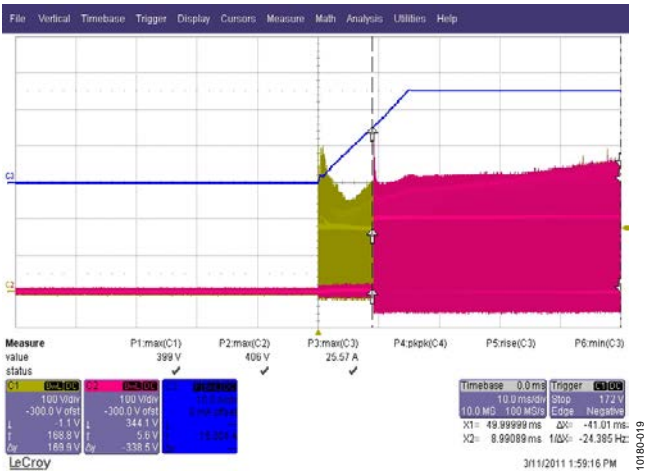 File Vertical Timebase Trigger Display Cursors Measure Math Analysis Utilities Help
C3
C2
Measure P1:max(C1) P2:max(C2) P3:max(C3) P4:pkpk(C4) P5:rise(C3) P6:min(C3)
value 399 V 406 V 25.57 A
status
C1
100 V/div
-300.0 V ofst
-1.1 V
168.8 V
169.9 V
C2
100 V/div
-300.0 V ofst
344.1 V
5.6 V
-338.5 V
Timebase 0.0 ms
10.0 ms/div
10.0 MS 100 MS/s
Trigger C1 DC
Stop 172 V
Edge Negative
X1= 49.99999 ms ΔX= -41.01 ms
X2= 8.99089 ms 1/ΔX= -24.385 Hz
LeCroy
3/11/2011 1:59:16 PM
10180-019